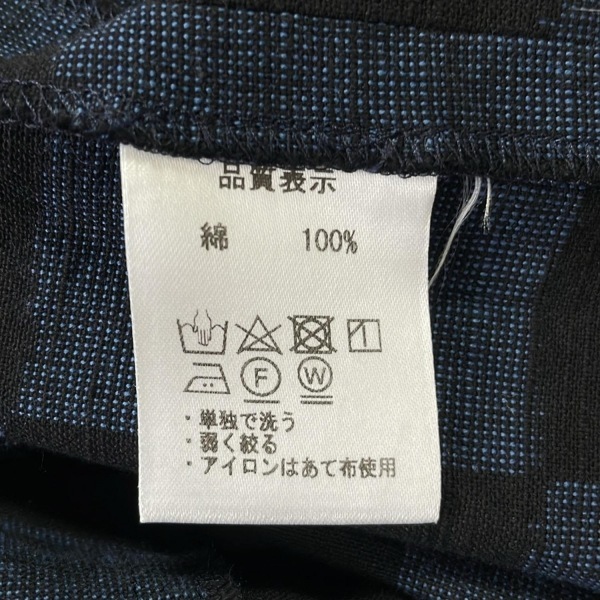 品質表示
綿 100%
F W
・単独で洗う
・弱く絞る
・アイロンはあて布使用